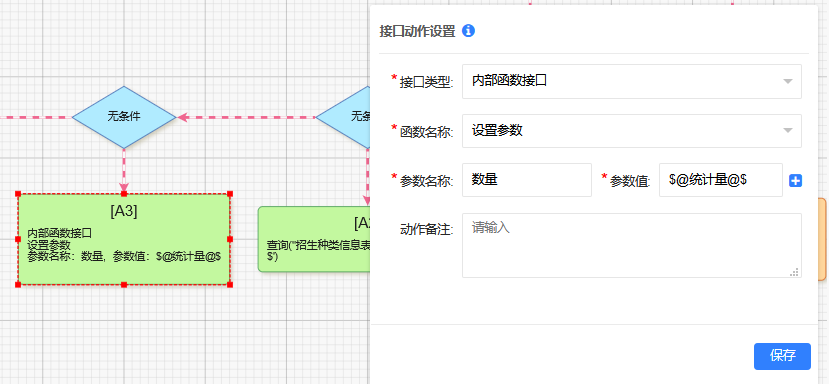 接口动作设置
*接口类型: 内部函数接口
*函数名称: 设置参数
*参数名称: 数量 *参数值: $@统计量@$
动作备注: 请输入
保存
无条件
无条
[A3]
内部函数接口
设置参数
参数名称：数量，参数值：$@统计量@$
[A2
查询("招生种类信息表
$')